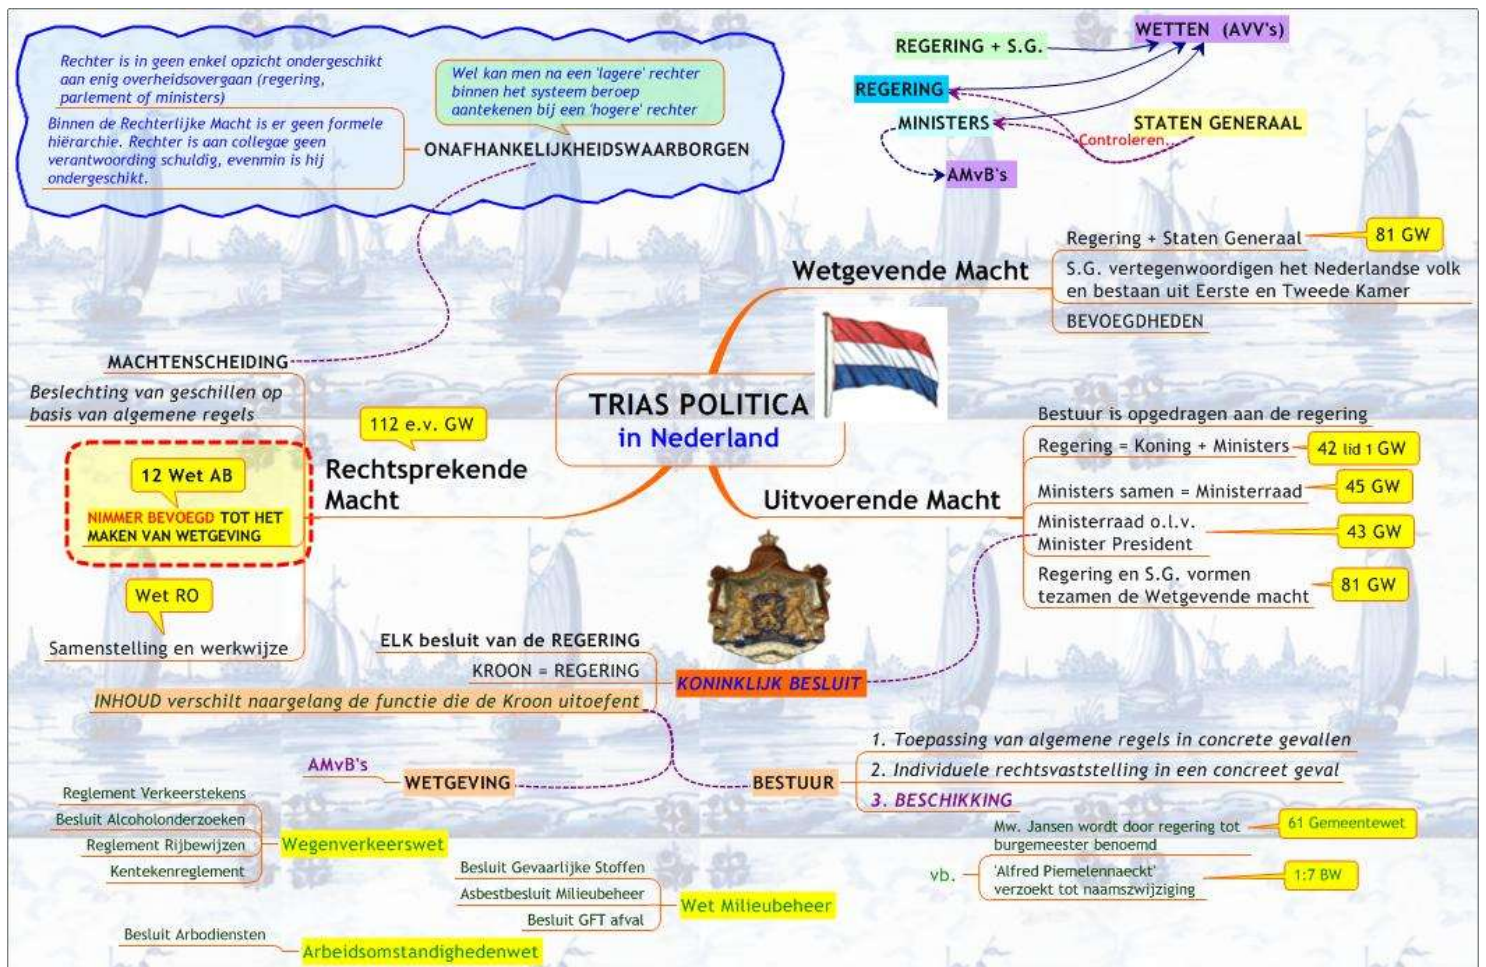 Rechter is in geen enkel opzicht ondergeschikt
aan enig overheidsovergaan (regering,
parlement of ministers)
Binnen de Rechterlijke Macht is er geen formele
hiërarchie. Rechter is aan collegae geen
verantwoording schuldig, evenmin is hij
ondergeschikt.
Wel kan men na een 'lagere' rechter
binnen het systeem beroep
aantekenen bij een 'hogere' rechter
ONAFHANKELIJKHEIDSWAARBORGEN
WETTEN (AVV's)
REGERING + S.G.
REGERING
MINISTERS
STATEN GENERAAL
Controleren..
AMvB's
Wetgevende Macht
Regering + Staten Generaal
81 GW
S.G. vertegenwoordigen het Nederlandse volk
en bestaan uit Eerste en Tweede Kamer
BEVOEGDHEDEN
TRIAS POLITICA
in Nederland
MACHTENSCHEIDING
Beslechting van geschillen op
basis van algemene regels
112 e.v. GW
Rechtsprekende
Macht
12 Wet AB
NIMMER BEVOEGD TOT HET
MAKEN VAN WETGEVING
Wet RO
Samenstelling en werkwijze
Uitvoerende Macht
Bestuur is opgedragen aan de regering
Regering = Koning + Ministers
42 lid 1 GW
Ministers samen = Ministerraad
45 GW
Ministerraad o.l.v.
Minister President
43 GW
Regering en S.G. vormen
tezamen de Wetgevende macht
81 GW
ELK besluit van de REGERING
KROON = REGERING
INHOUD verschilt naargelang de functie die de Kroon uitoefent
KONINKLIJK BESLUIT
AMvB's
WETGEVING
BESTUUR
1. Toepassing van algemene regels in concrete gevallen
2. Individuele rechtsvaststelling in een concreet geval
3. BESCHIKKING
Reglement Verkeerstekens
Besluit Alcoholonderzoeken
Reglement Rijbewijzen
Kentekenreglement
Wegenverkeerswet
Besluit Gevaarlijke Stoffen
Asbestbesluit Milieubeheer
Besluit GFT afval
Wet Milieubeheer
Besluit Arbodiensten
Arbeidsomstandighedenwet
vb.
Mw. Jansen wordt door regering tot
burgemeester benoemd
61 Gemeentewet
'Alfred Piemelennaeckt'
verzoekt tot naamszwijziging
1:7 BW